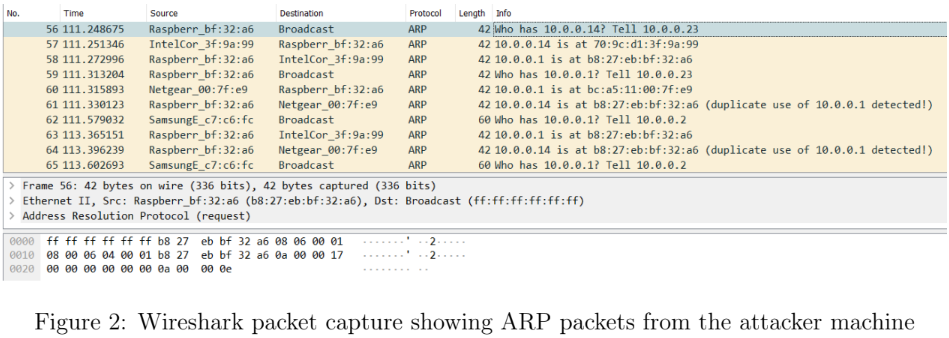 No. Time Source Destination Protocol Length Info
56 111.248675 Raspberr_bf:32:a6 Broadcast ARP 42 Who has 10.0.0.14? Tell 10.0.0.23
57 111.251346 IntelCor_3f:9a:99 Raspberr_bf:32:a6 ARP 42 10.0.0.14 is at 70:9c:d1:3f:9a:99
58 111.272996 Raspberr_bf:32:a6 IntelCor_3f:9a:99 ARP 42 10.0.0.1 is at b8:27:eb:bf:32:a6
59 111.313204 Raspberr_bf:32:a6 Broadcast ARP 42 Who has 10.0.0.1? Tell 10.0.0.23
60 111.315893 Netgear_00:7f:e9 Raspberr_bf:32:a6 ARP 42 10.0.0.1 is at bc:a5:11:00:7f:e9
61 111.330123 Raspberr_bf:32:a6 Netgear_00:7f:e9 ARP 42 10.0.0.14 is at b8:27:eb:bf:32:a6 (duplicate use of 10.0.0.1 detected!)
62 111.579032 SamsungE_c7:c6:fc Broadcast ARP 60 Who has 10.0.0.1? Tell 10.0.0.2
63 113.365151 Raspberr_bf:32:a6 IntelCor_3f:9a:99 ARP 42 10.0.0.1 is at b8:27:eb:bf:32:a6
64 113.396239 Raspberr_bf:32:a6 Netgear_00:7f:e9 ARP 42 10.0.0.14 is at b8:27:eb:bf:32:a6 (duplicate use of 10.0.0.1 detected!)
65 113.602693 SamsungE_c7:c6:fc Broadcast ARP 60 Who has 10.0.0.1? Tell 10.0.0.2
> Frame 56: 42 bytes on wire (336 bits), 42 bytes captured (336 bits)
> Ethernet II, Src: Raspberr_bf:32:a6 (b8:27:eb:bf:32:a6), Dst: Broadcast (ff:ff:ff:ff:ff:ff)
> Address Resolution Protocol (request)
0000 ff ff ff ff ff ff b8 27 eb bf 32 a6 08 06 00 01 ·······' ··2·····
0010 08 00 06 04 00 01 b8 27 eb bf 32 a6 0a 00 00 17 ·······' ··2·····
0020 00 00 00 00 00 00 0a 00 00 0e ········ ··
Figure 2: Wireshark packet capture showing ARP packets from the attacker machine